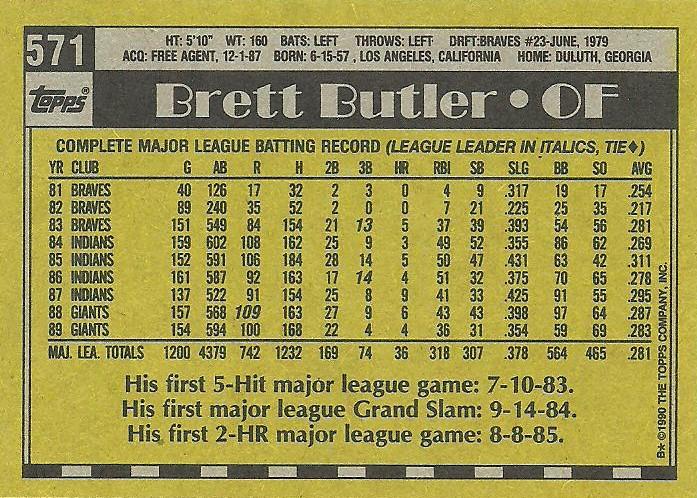 571
HT: 5'10" WT: 160 BATS: LEFT THROWS: LEFT DRFT:BRAVES #23-JUNE, 1979
ACQ: FREE AGENT, 12-1-87 BORN: 6-15-57 , LOS ANGELES, CALIFORNIA HOME: DULUTH, GEORGIA
Topps®
Brett Butler • OF
COMPLETE MAJOR LEAGUE BATTING RECORD (LEAGUE LEADER IN ITALICS, TIE♦)
YR CLUB G AB R H 2B 3B HR RBI SB SLG BB SO AVG
81 BRAVES 40 126 17 32 2 3 0 4 9 .317 19 17 .254
82 BRAVES 89 240 35 52 2 0 0 7 21 .225 25 35 .217
83 BRAVES 151 549 84 154 21 13 5 37 39 .393 54 56 .281
84 INDIANS 159 602 108 162 25 9 3 49 52 .355 86 62 .269
85 INDIANS 152 591 106 184 28 14 5 50 47 .431 63 42 .311
86 INDIANS 161 587 92 163 17 14 4 51 32 .375 70 65 .278
87 INDIANS 137 522 91 154 25 8 9 41 33 .425 91 55 .295
88 GIANTS 157 568 109 163 27 9 6 43 43 .398 97 64 .287
89 GIANTS 154 594 100 168 22 4 4 36 31 .354 59 69 .283
MAJ. LEA. TOTALS 1200 4379 742 1232 169 74 36 318 307 .378 564 465 .281
His first 5-Hit major league game: 7-10-83.
His first major league Grand Slam: 9-14-84.
His first 2-HR major league game: 8-8-85.
B* ©1990 THE TOPPS COMPANY, INC.